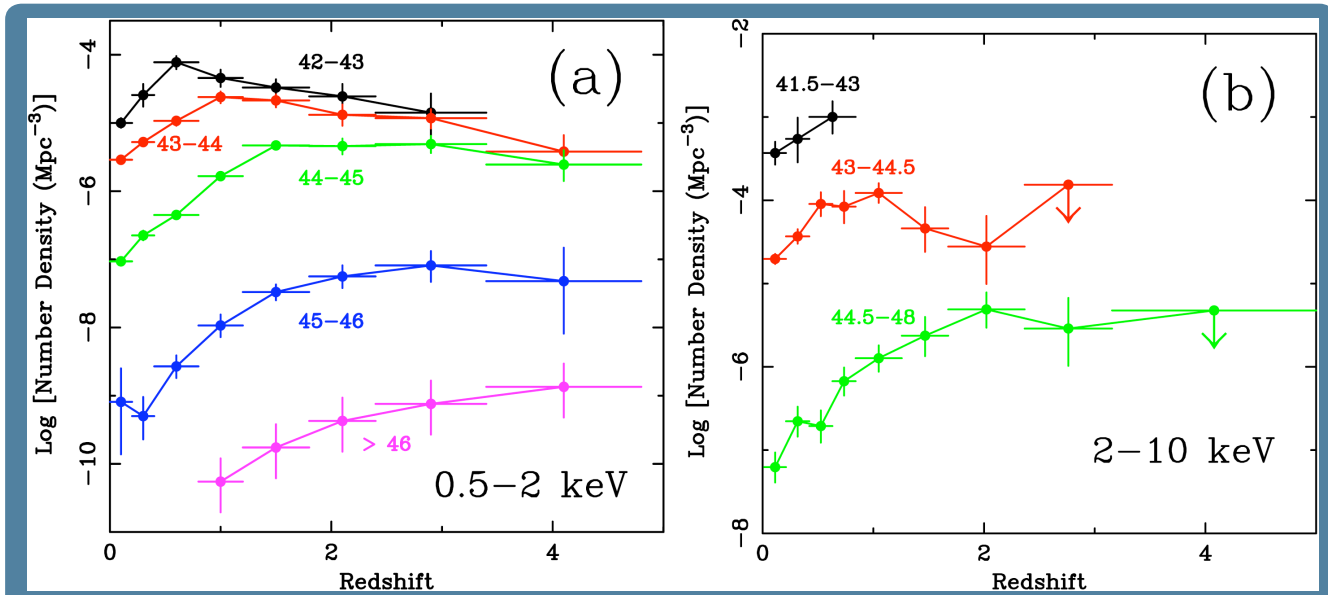 (a)
42−43
43−44
44−45
45−46
> 46
0.5−2 keV
Log [Number Density (Mpc⁻³)]
−4
−6
−8
−10
0
2
4
Redshift
(b)
41.5−43
43−44.5
44.5−48
2−10 keV
Log [Number Density (Mpc⁻³)]
−2
−4
−6
−8
0
2
4
Redshift